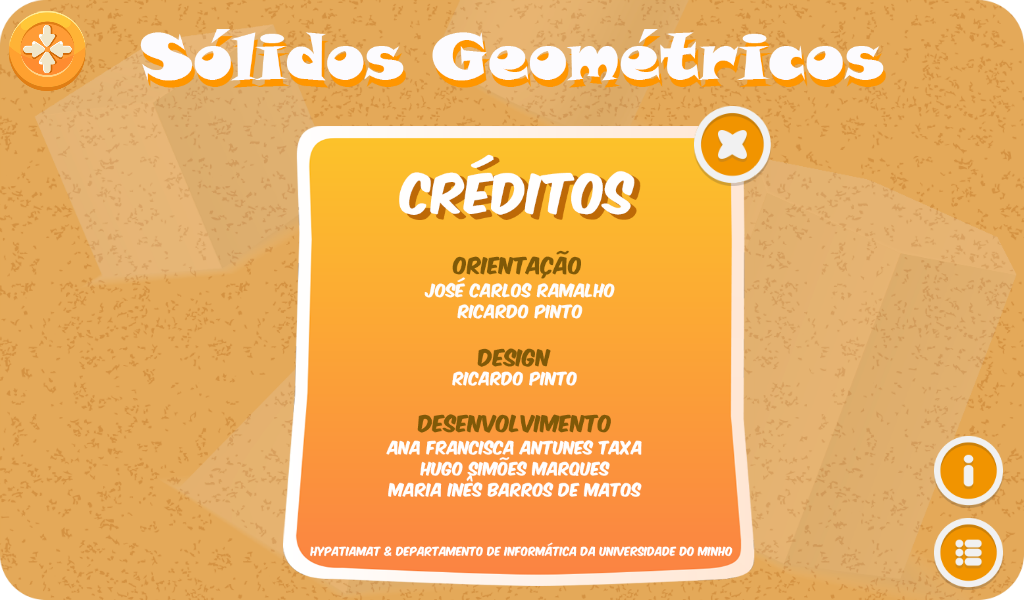 Sólidos Geométricos
CRÉDITOS
ORIENTAÇÃO
JOSÉ CARLOS RAMALHO
RICARDO PINTO
DESIGN
RICARDO PINTO
DESENVOLVIMENTO
ANA FRANCISCA ANTUNES TAXA
HUGO SIMÕES MARQUES
MARIA INÊS BARROS DE MATOS
HYPATIAMAT & DEPARTAMENTO DE INFORMÁTICA DA UNIVERSIDADE DO MINHO